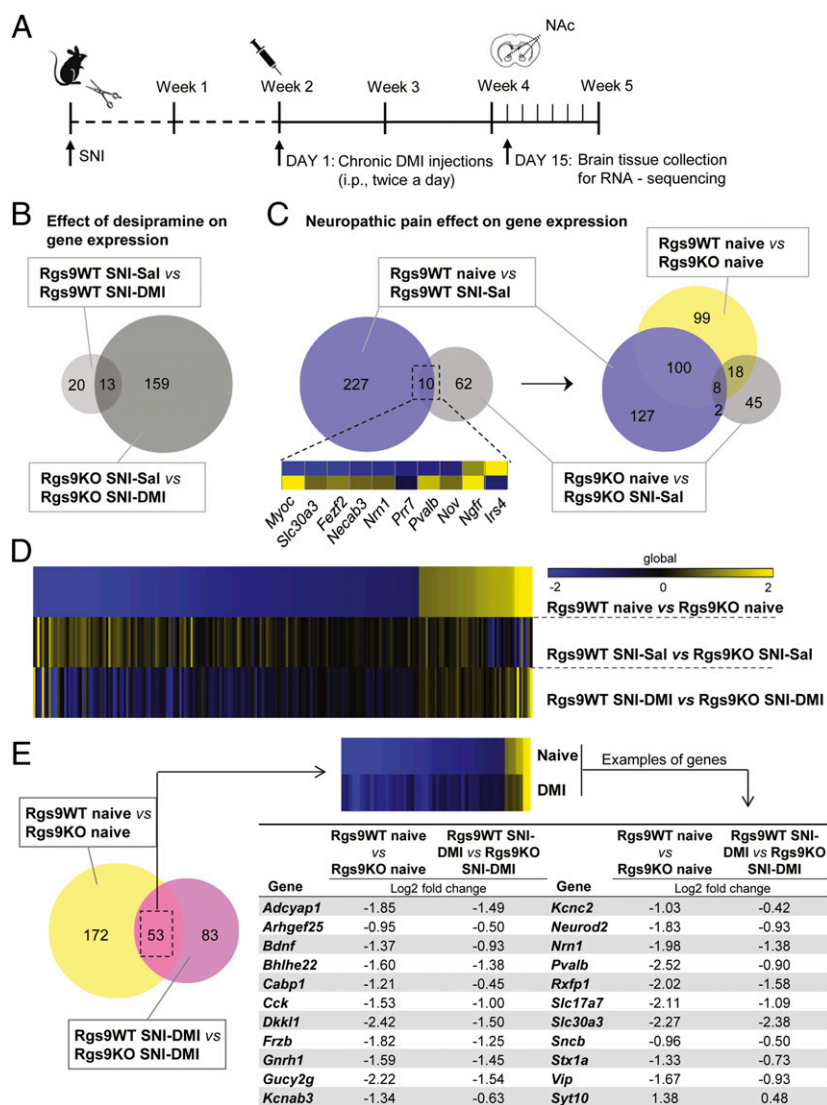 A
NAc
Week 1
Week 2
Week 3
Week 4
Week 5
SNI
DAY 1: Chronic DMI injections
(i.p., twice a day)
DAY 15: Brain tissue collection
for RNA - sequencing
B
Effect of desipramine on
gene expression
Rgs9WT SNI-Sal vs
Rgs9WT SNI-DMI
20
13
159
Rgs9KO SNI-Sal vs
Rgs9KO SNI-DMI
C
Neuropathic pain effect on gene expression
Rgs9WT naive vs
Rgs9WT SNI-Sal
227
10
62
Myoc
Slc30a3
Fezf2
Necab3
Nrn1
Prr7
Pvalb
Nov
Ngfr
Irs4
Rgs9WT naive vs
Rgs9KO naive
99
100
18
8
2
127
45
Rgs9KO naive vs
Rgs9KO SNI-Sal
D
global
-2 0 2
Rgs9WT naive vs Rgs9KO naive
Rgs9WT SNI-Sal vs Rgs9KO SNI-Sal
Rgs9WT SNI-DMI vs Rgs9KO SNI-DMI
E
Naive
DMI
Examples of genes
Rgs9WT naive vs
Rgs9KO naive
172
53
83
Rgs9WT SNI-DMI vs
Rgs9KO SNI-DMI
Rgs9WT naive Rgs9WT SNI- Rgs9WT naive Rgs9WT SNI-
vs DMI vs Rgs9KO vs DMI vs Rgs9KO
Rgs9KO naive SNI-DMI Rgs9KO naive SNI-DMI
Gene Log2 fold change Gene Log2 fold change
Adcyap1 -1.85 -1.49 Kcnc2 -1.03 -0.42
Arhgef25 -0.95 -0.50 Neurod2 -1.83 -0.93
Bdnf -1.37 -0.93 Nrn1 -1.98 -1.38
Bhlhe22 -1.60 -1.38 Pvalb -2.52 -0.90
Cabp1 -1.21 -0.45 Rxfp1 -2.02 -1.58
Cck -1.53 -1.00 Slc17a7 -2.11 -1.09
Dkkl1 -2.42 -1.50 Slc30a3 -2.27 -2.38
Frzb -1.82 -1.25 Sncb -0.96 -0.50
Gnrh1 -1.59 -1.45 Stx1a -1.33 -0.73
Gucy2g -2.22 -1.54 Vip -1.67 -0.93
Kcnab3 -1.34 -0.63 Syt10 1.38 0.48